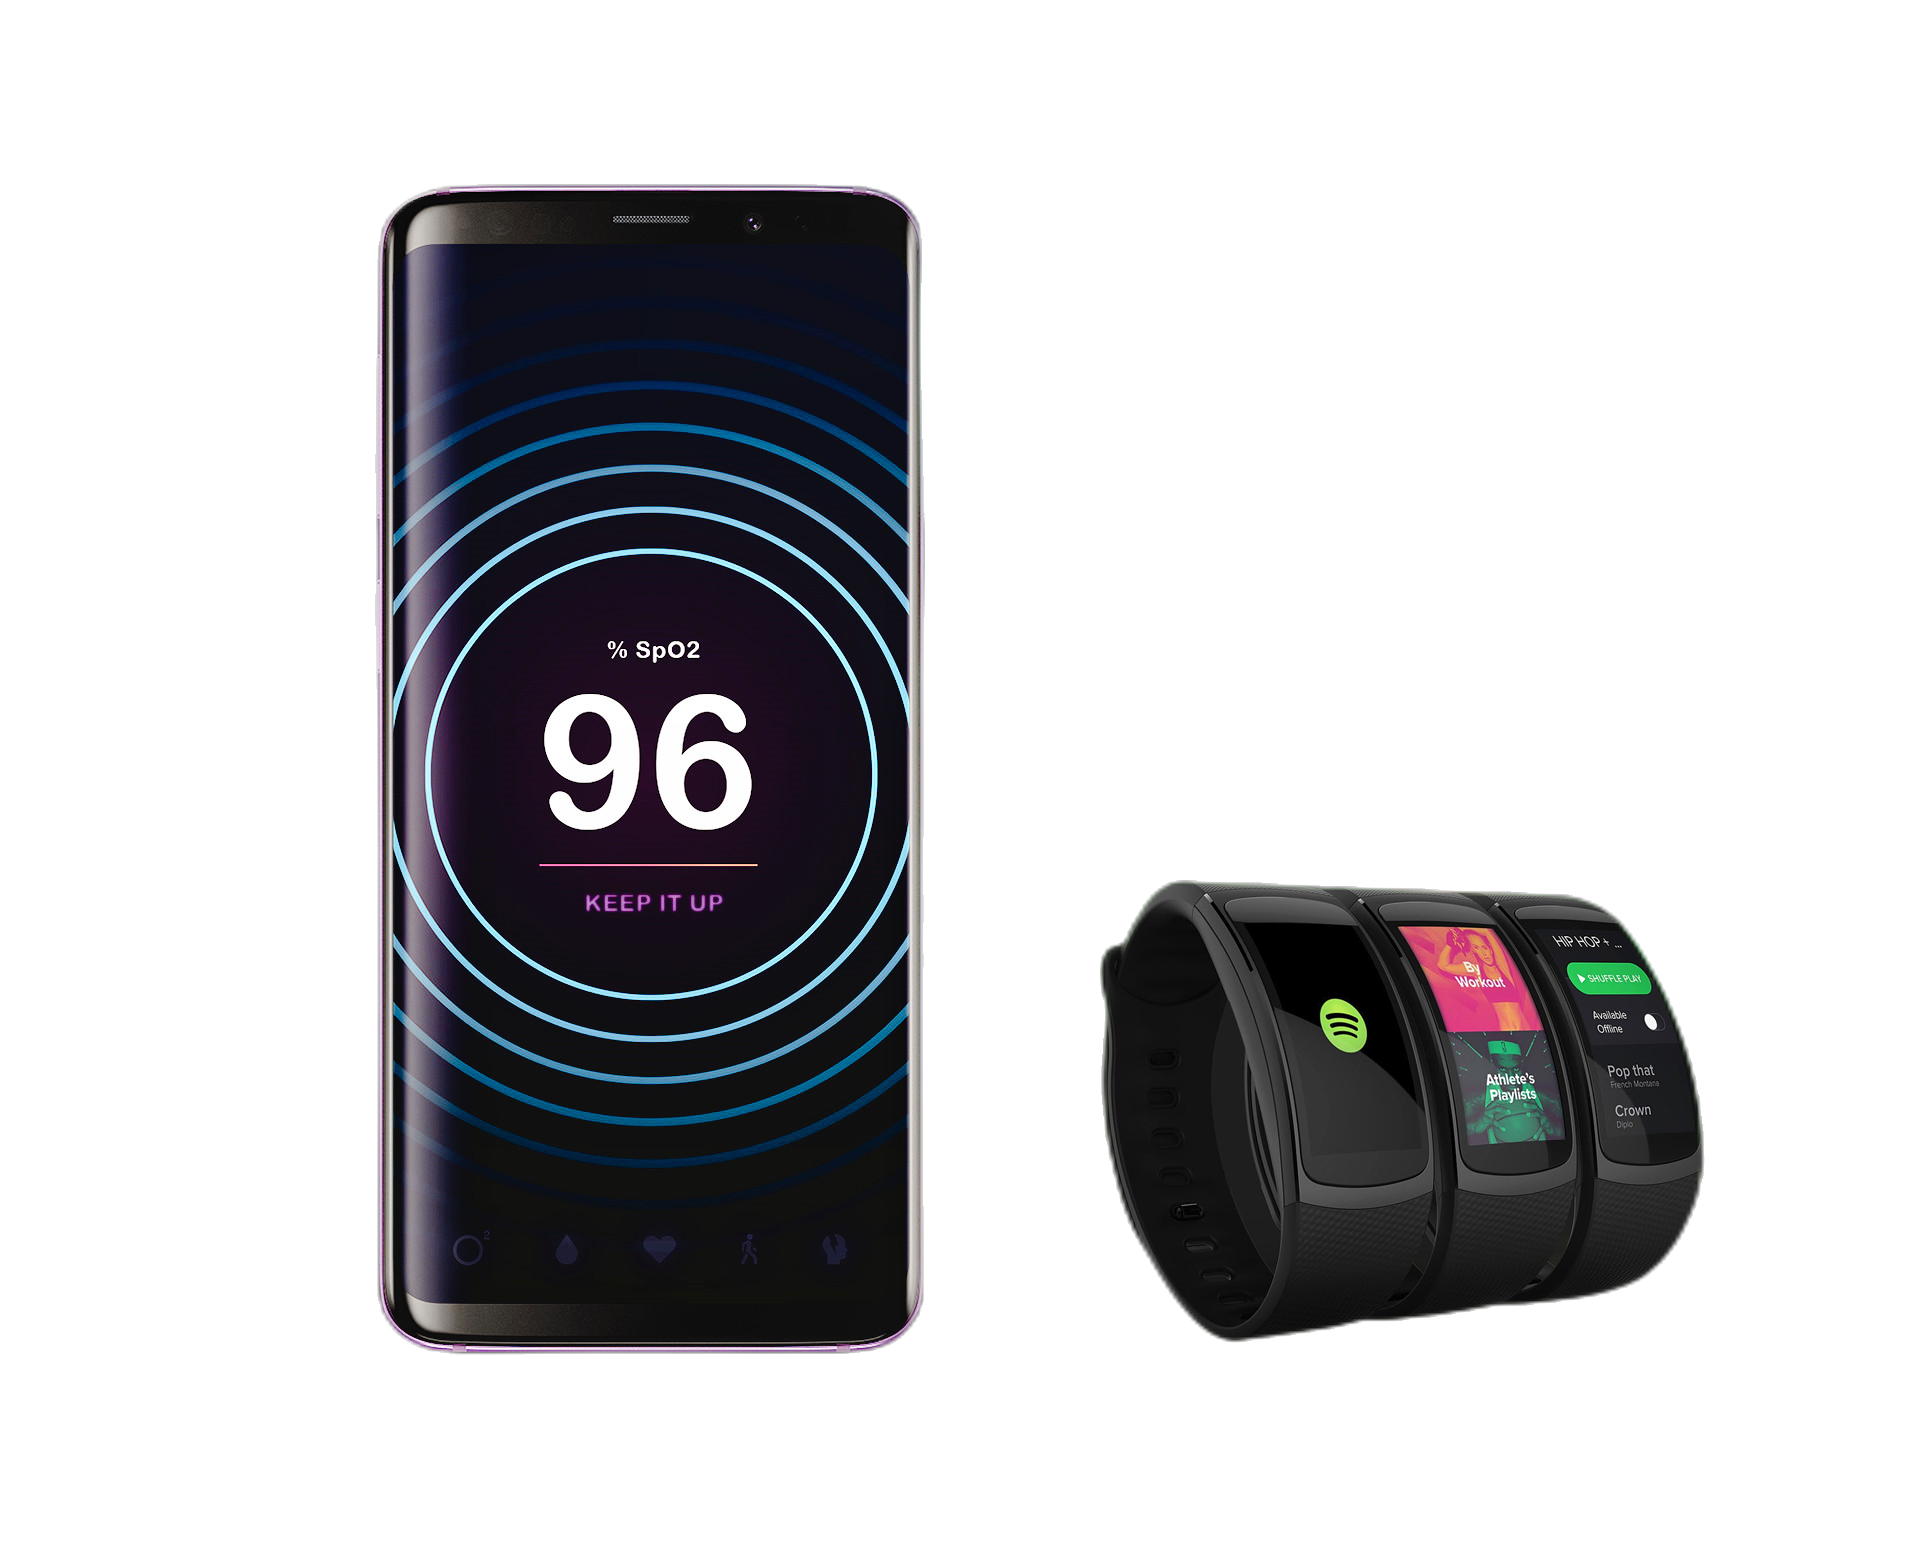 % SpO2
96
KEEP IT UP
2
By
Workout
Athlete's
Playlists
HIP HOP + ...
SHUFFLE PLAY
Available
Offline
Pop that
French Montana
Crown
Diplo